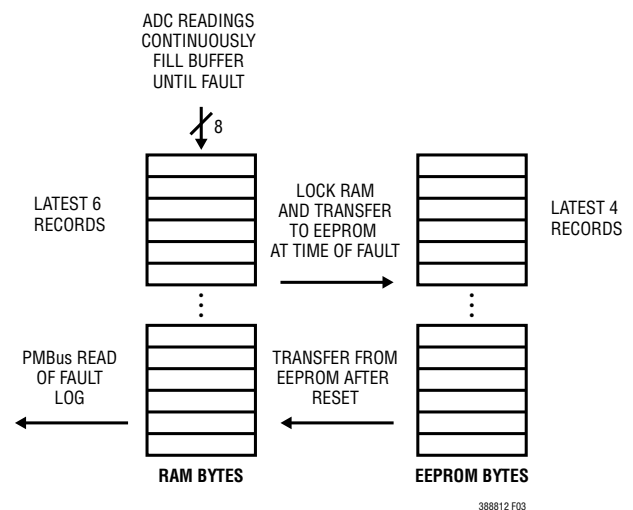 ADC READINGS
CONTINUOUSLY
FILL BUFFER
UNTIL FAULT
8
LATEST 6
RECORDS
LOCK RAM
AND TRANSFER
TO EEPROM
AT TIME OF FAULT
LATEST 4
RECORDS
PMBus READ
OF FAULT
LOG
TRANSFER FROM
EEPROM AFTER
RESET
RAM BYTES
EEPROM BYTES
388812 F03